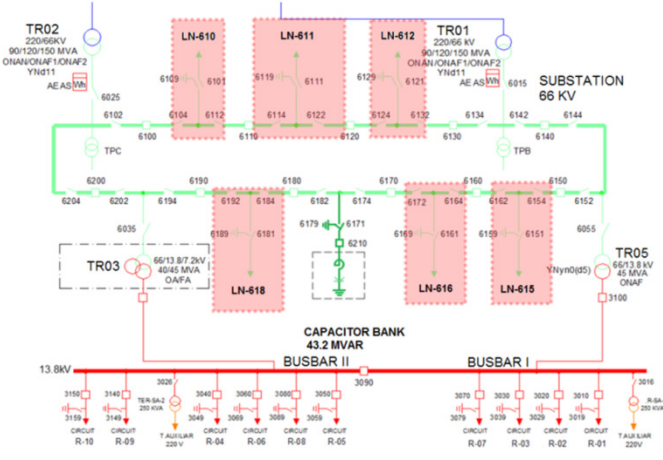 TR02
220/66KV
90/120/150 MVA
ONAN/ONAF1/ONAF2
YNd11
AE AS Wh
6025
LN-610
6109
6101
LN-611
6119
6111
LN-612
6129
6121
TR01
220/66 kV
90/120/150 MVA
ONAN/ONAF1/ONAF2
YNd11
AE AS Wh
6015
SUBSTATION
66 KV
6102
6100
6104
6112
6110
6114
6122
6120
6124
6132
6130
6134
6142
6140
6144
TPC
TPB
6204
6200
6202
6194
6190
6192
6184
6180
6182
6174
6170
6172
6164
6160
6162
6154
6150
6152
6035
6189
6181
LN-618
6179
6171
6210
6169
6161
LN-616
6159
6151
LN-615
6055
TR03
66/13.8/7.2kV
40/45 MVA
OA/FA
YNyn0(d5)
TR05
66/13.8 kV
45 MVA
ONAF
3100
CAPACITOR BANK
43.2 MVAR
BUSBAR II
BUSBAR I
13.8kV
3090
3150
3159
CIRCUIT
R-10
3140
3149
CIRCUIT
R-09
3026
TER-SA-2
250 KVA
T.AUXILIAR
220 V
3040
3049
CIRCUIT
R-04
3060
3069
CIRCUIT
R-06
3080
3089
CIRCUIT
R-08
3050
3059
CIRCUIT
R-05
3070
3079
CIRCUIT
R-07
3030
3039
CIRCUIT
R-03
3020
3029
CIRCUIT
R-02
3010
3019
CIRCUIT
R-01
3016
250 KVA
T.AUXILIAR
220V